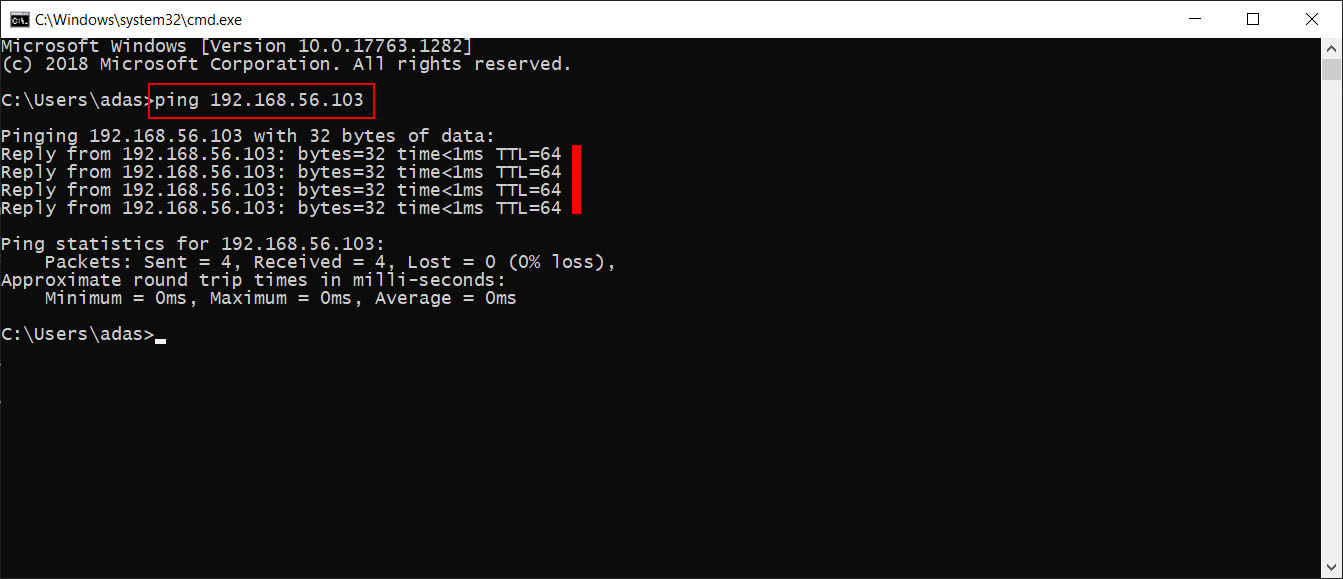 C:\Windows\system32\cmd.exe
Microsoft Windows [Version 10.0.17763.1282]
(c) 2018 Microsoft Corporation. All rights reserved.
C:\Users\adas>ping 192.168.56.103
Pinging 192.168.56.103 with 32 bytes of data:
Reply from 192.168.56.103: bytes=32 time<1ms TTL=64
Reply from 192.168.56.103: bytes=32 time<1ms TTL=64
Reply from 192.168.56.103: bytes=32 time<1ms TTL=64
Reply from 192.168.56.103: bytes=32 time<1ms TTL=64
Ping statistics for 192.168.56.103:
    Packets: Sent = 4, Received = 4, Lost = 0 (0% loss),
Approximate round trip times in milli-seconds:
    Minimum = 0ms, Maximum = 0ms, Average = 0ms
C:\Users\adas>